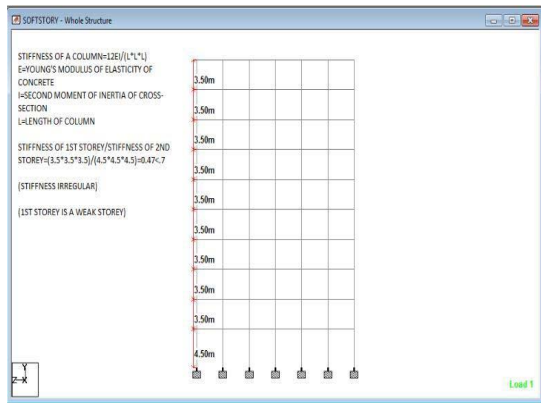 SOFTSTORY - Whole Structure
STIFFNESS OF A COLUMN=12EI/(L*L*L)
E=YOUNG'S MODULUS OF ELASTICITY OF
CONCRETE
I=SECOND MOMENT OF INERTIA OF CROSS-
SECTION
L=LENGTH OF COLUMN
STIFFNESS OF 1ST STOREY/STIFFNESS OF 2ND
STOREY=(3.5*3.5*3.5)/(4.5*4.5*4.5)=0.47<.7
(STIFFNESS IRREGULAR)
(1ST STOREY IS A WEAK STOREY)
3.50m
3.50m
3.50m
3.50m
3.50m
3.50m
3.50m
3.50m
3.50m
4.50m
Y
Z X
Load 1